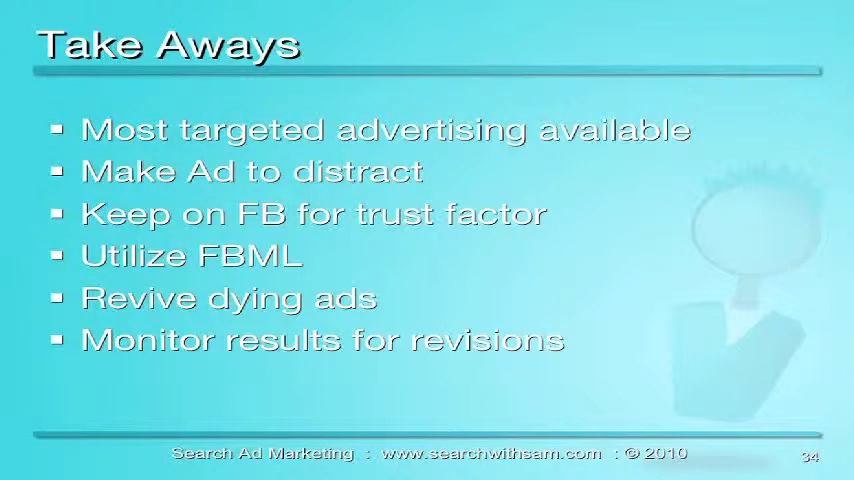 Take Aways
Most targeted advertising available
Make Ad to distract
Keep on FB for trust factor
Utilize FBML
Revive dying ads
Monitor results for revisions
Search Ad Marketing : www.searchwithsam.com : © 2010
34